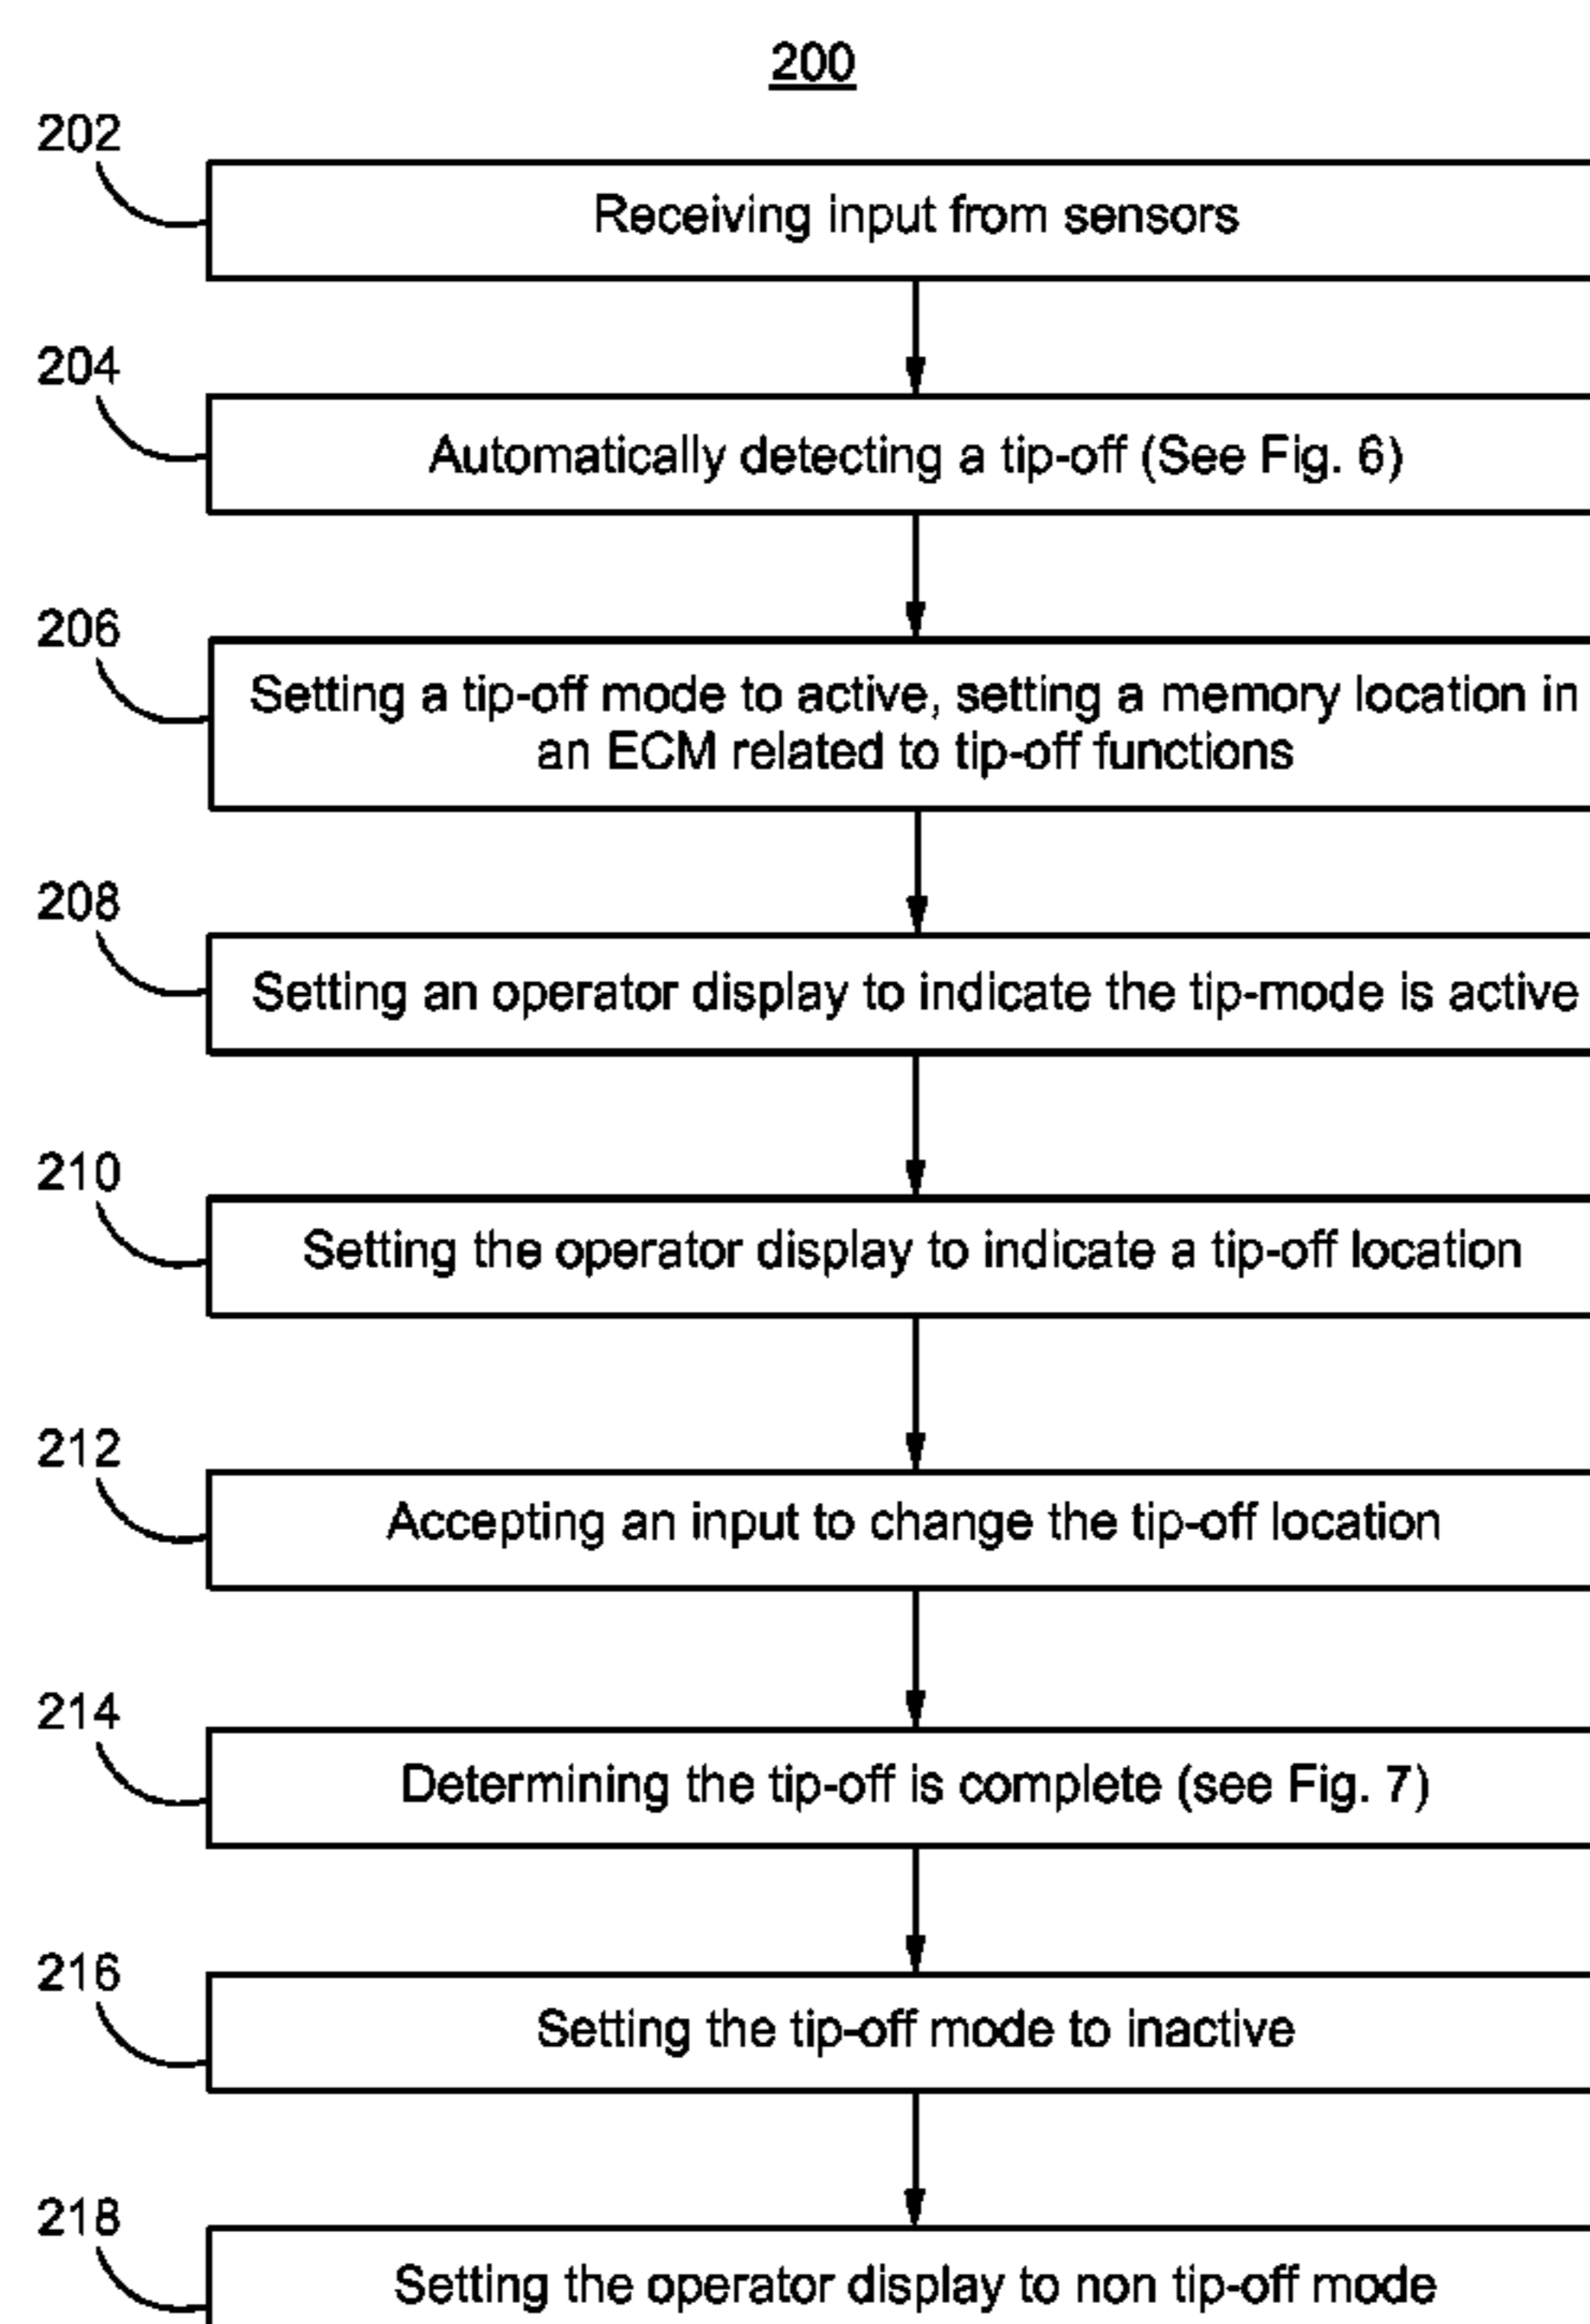 200
202
Receiving input from sensors
204
Automatically detecting a tip-off (See Fig. 6)
206
Setting a tip-off mode to active, setting a memory location in
an ECM related to tip-off functions
208
Setting an operator display to indicate the tip-mode is active
210
Setting the operator display to indicate a tip-off location
212
Accepting an input to change the tip-off location
214
Determining the tip-off is complete (see Fig. 7)
216
Setting the tip-off mode to inactive
218
Setting the operator display to non tip-off mode